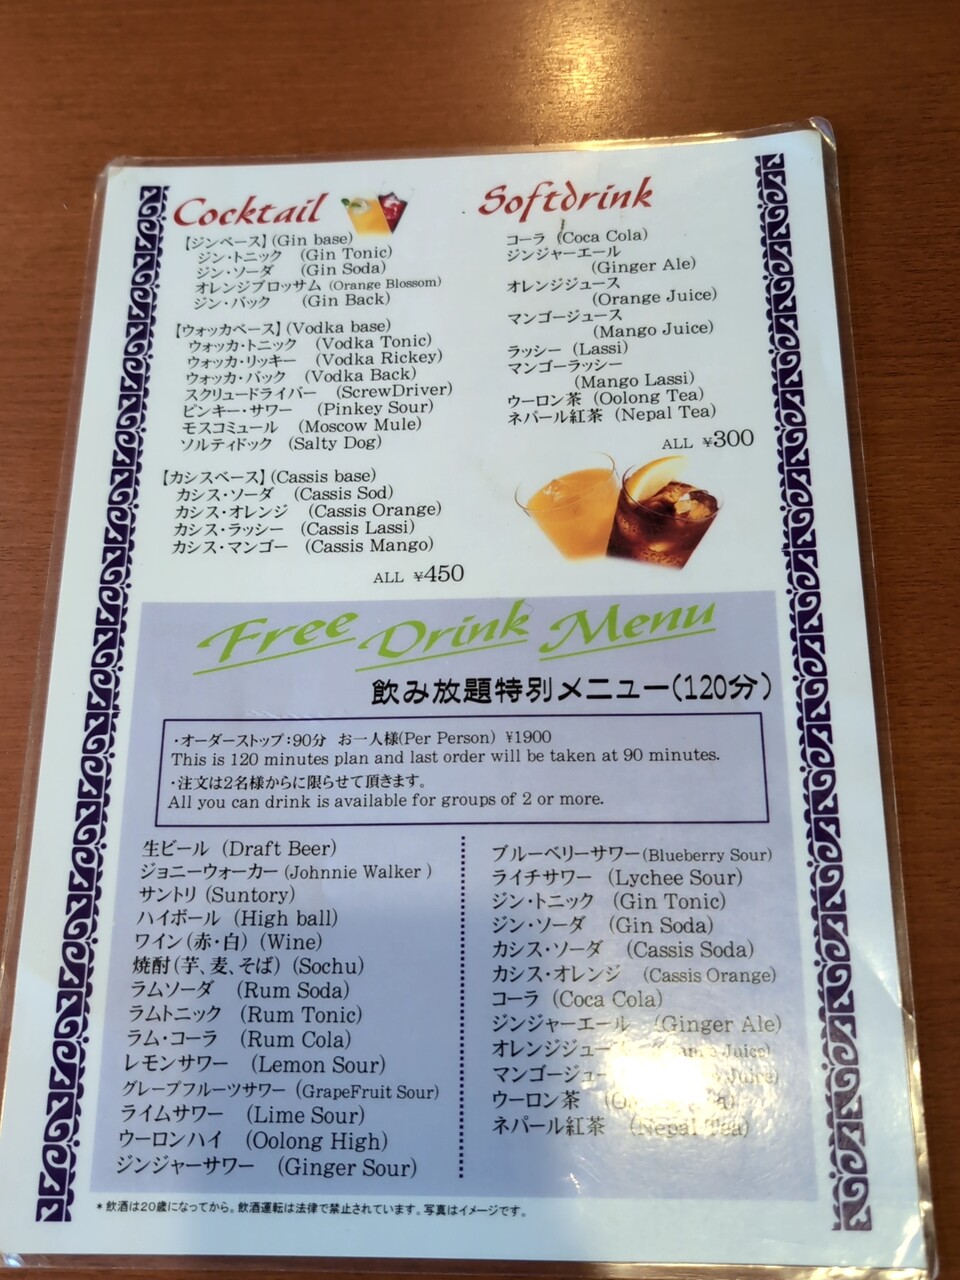 Cocktail
【ジンベース】(Gin base)
ジン・トニック (Gin Tonic)
ジン・ソーダ (Gin Soda)
オレンジブロッサム (Orange Blossom)
ジン・バック (Gin Back)
【ウォッカベース】(Vodka base)
ウォッカ・トニック (Vodka Tonic)
ウォッカ・リッキー (Vodka Rickey)
ウォッカ・バック (Vodka Back)
スクリュードライバー (ScrewDriver)
ピンキー・サワー (Pinkey Sour)
モスコミュール (Moscow Mule)
ソルティドック (Salty Dog)
【カシスベース】(Cassis base)
カシス・ソーダ (Cassis Sod)
カシス・オレンジ (Cassis Orange)
カシス・ラッシー (Cassis Lassi)
カシス・マンゴー (Cassis Mango)
ALL ¥450
Softdrink
コーラ (Coca Cola)
ジンジャーエール
(Ginger Ale)
オレンジジュース
(Orange Juice)
マンゴージュース
(Mango Juice)
ラッシー (Lassi)
マンゴーラッシー
(Mango Lassi)
ウーロン茶 (Oolong Tea)
ネパール紅茶 (Nepal Tea)
ALL ¥300
Free Drink Menu
飲み放題特別メニュー(120分)
・オーダーストップ:90分 お一人様(Per Person) ¥1900
This is 120 minutes plan and last order will be taken at 90 minutes.
・注文は2名様からに限らせて頂きます。
All you can drink is available for groups of 2 or more.
生ビール (Draft Beer)
ジョニーウォーカー (Johnnie Walker )
サントリ (Suntory)
ハイボール (High ball)
ワイン(赤・白) (Wine)
焼酎(芋、麦、そば) (Sochu)
ラムソーダ (Rum Soda)
ラムトニック (Rum Tonic)
ラム・コーラ (Rum Cola)
レモンサワー (Lemon Sour)
グレープフルーツサワー (GrapeFruit Sour)
ライムサワー (Lime Sour)
ウーロンハイ (Oolong High)
ジンジャーサワー (Ginger Sour)
ブルーベリーサワー(Blueberry Sour)
ライチサワー (Lychee Sour)
ジン・トニック (Gin Tonic)
ジン・ソーダ (Gin Soda)
カシス・ソーダ (Cassis Soda)
カシス・オレンジ (Cassis Orange)
コーラ (Coca Cola)
ジンジャーエール (Ginger Ale)
オレンジジュー Juice)
マンゴージュー Juice)
ウーロン茶
ネパール紅茶 (Nepal Tea)
*飲酒は20歳になってから。飲酒運転は法律で禁止されています。写真はイメージです。